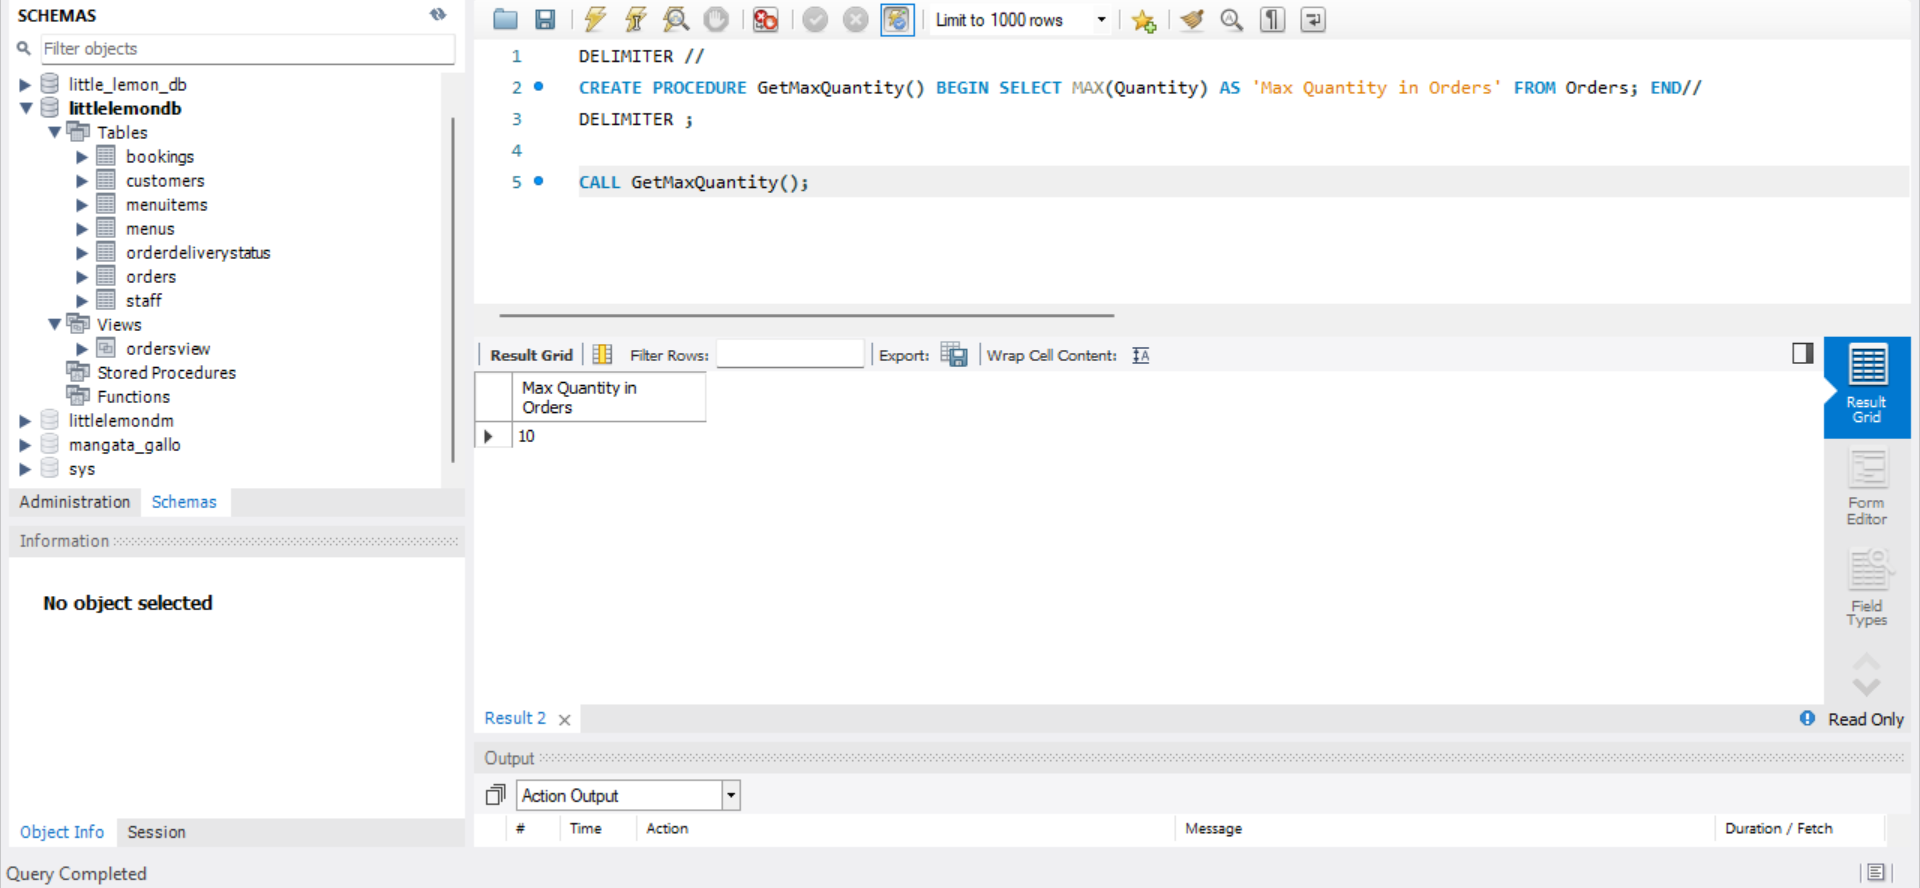 SCHEMAS
Filter objects
little_lemon_db
littlelemondb
Tables
bookings
customers
menuitems
menus
orderdeliverystatus
orders
staff
Views
ordersview
Stored Procedures
Functions
littlelemondm
mangata_gallo
sys
Administration Schemas
Information
No object selected
Object Info Session
Query Completed
Limit to 1000 rows
1 DELIMITER //
2 CREATE PROCEDURE GetMaxQuantity() BEGIN SELECT MAX(Quantity) AS 'Max Quantity in Orders' FROM Orders; END//
3 DELIMITER ;
4
5 CALL GetMaxQuantity();
Result Grid Filter Rows: Export: Wrap Cell Content:
Max Quantity in
Orders
10
Result
Grid
Form
Editor
Field
Types
Result 2 Read Only
Output
Action Output
# Time Action Message Duration / Fetch